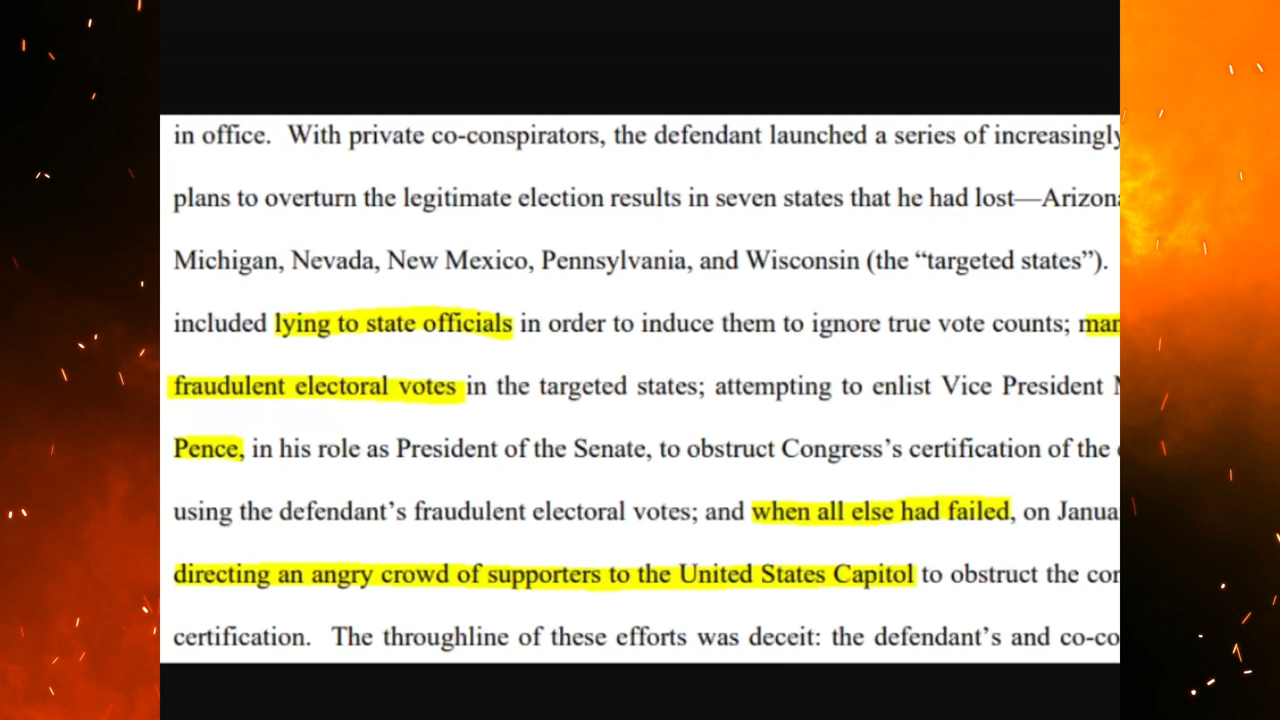 in office. With private co-conspirators, the defendant launched a series of increasingly
plans to overturn the legitimate election results in seven states that he had lost—Arizona
Michigan, Nevada, New Mexico, Pennsylvania, and Wisconsin (the “targeted states”).
included lying to state officials in order to induce them to ignore true vote counts;
fraudulent electoral votes in the targeted states; attempting to enlist Vice President
Pence, in his role as President of the Senate, to obstruct Congress’s certification of the
using the defendant’s fraudulent electoral votes; and when all else had failed, on
directing an angry crowd of supporters to the United States Capitol to obstruct the
certification. The throughline of these efforts was deceit: the defendant’s and